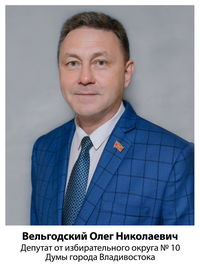 Вельгодский Олег Николаевич
Депутат от избирательного округа № 10
Думы города Владивостока